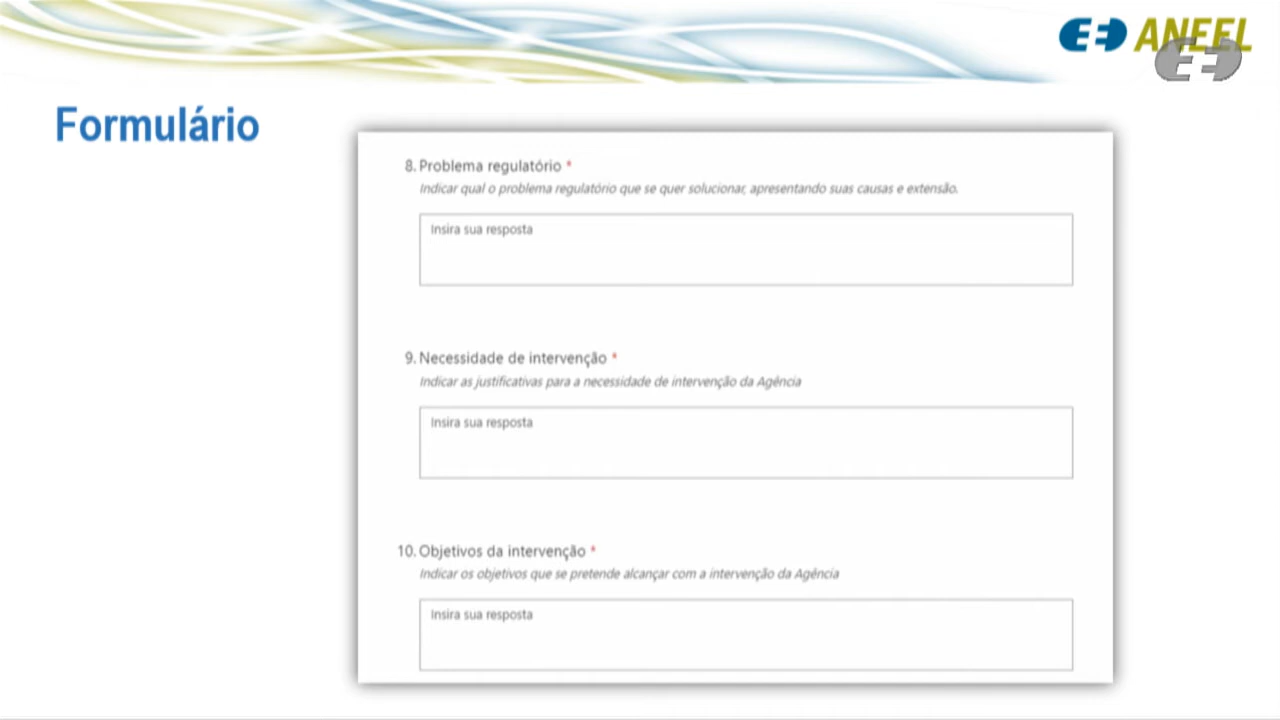 ANEEL
Formulário
8. Problema regulatório *
Indicar qual o problema regulatório que se quer solucionar, apresentando suas causas e extensão.
Insira sua resposta
9. Necessidade de intervenção *
Indicar as justificativas para a necessidade de intervenção da Agência
Insira sua resposta
10. Objetivos da intervenção *
Indicar os objetivos que se pretende alcançar com a intervenção da Agência
Insira sua resposta